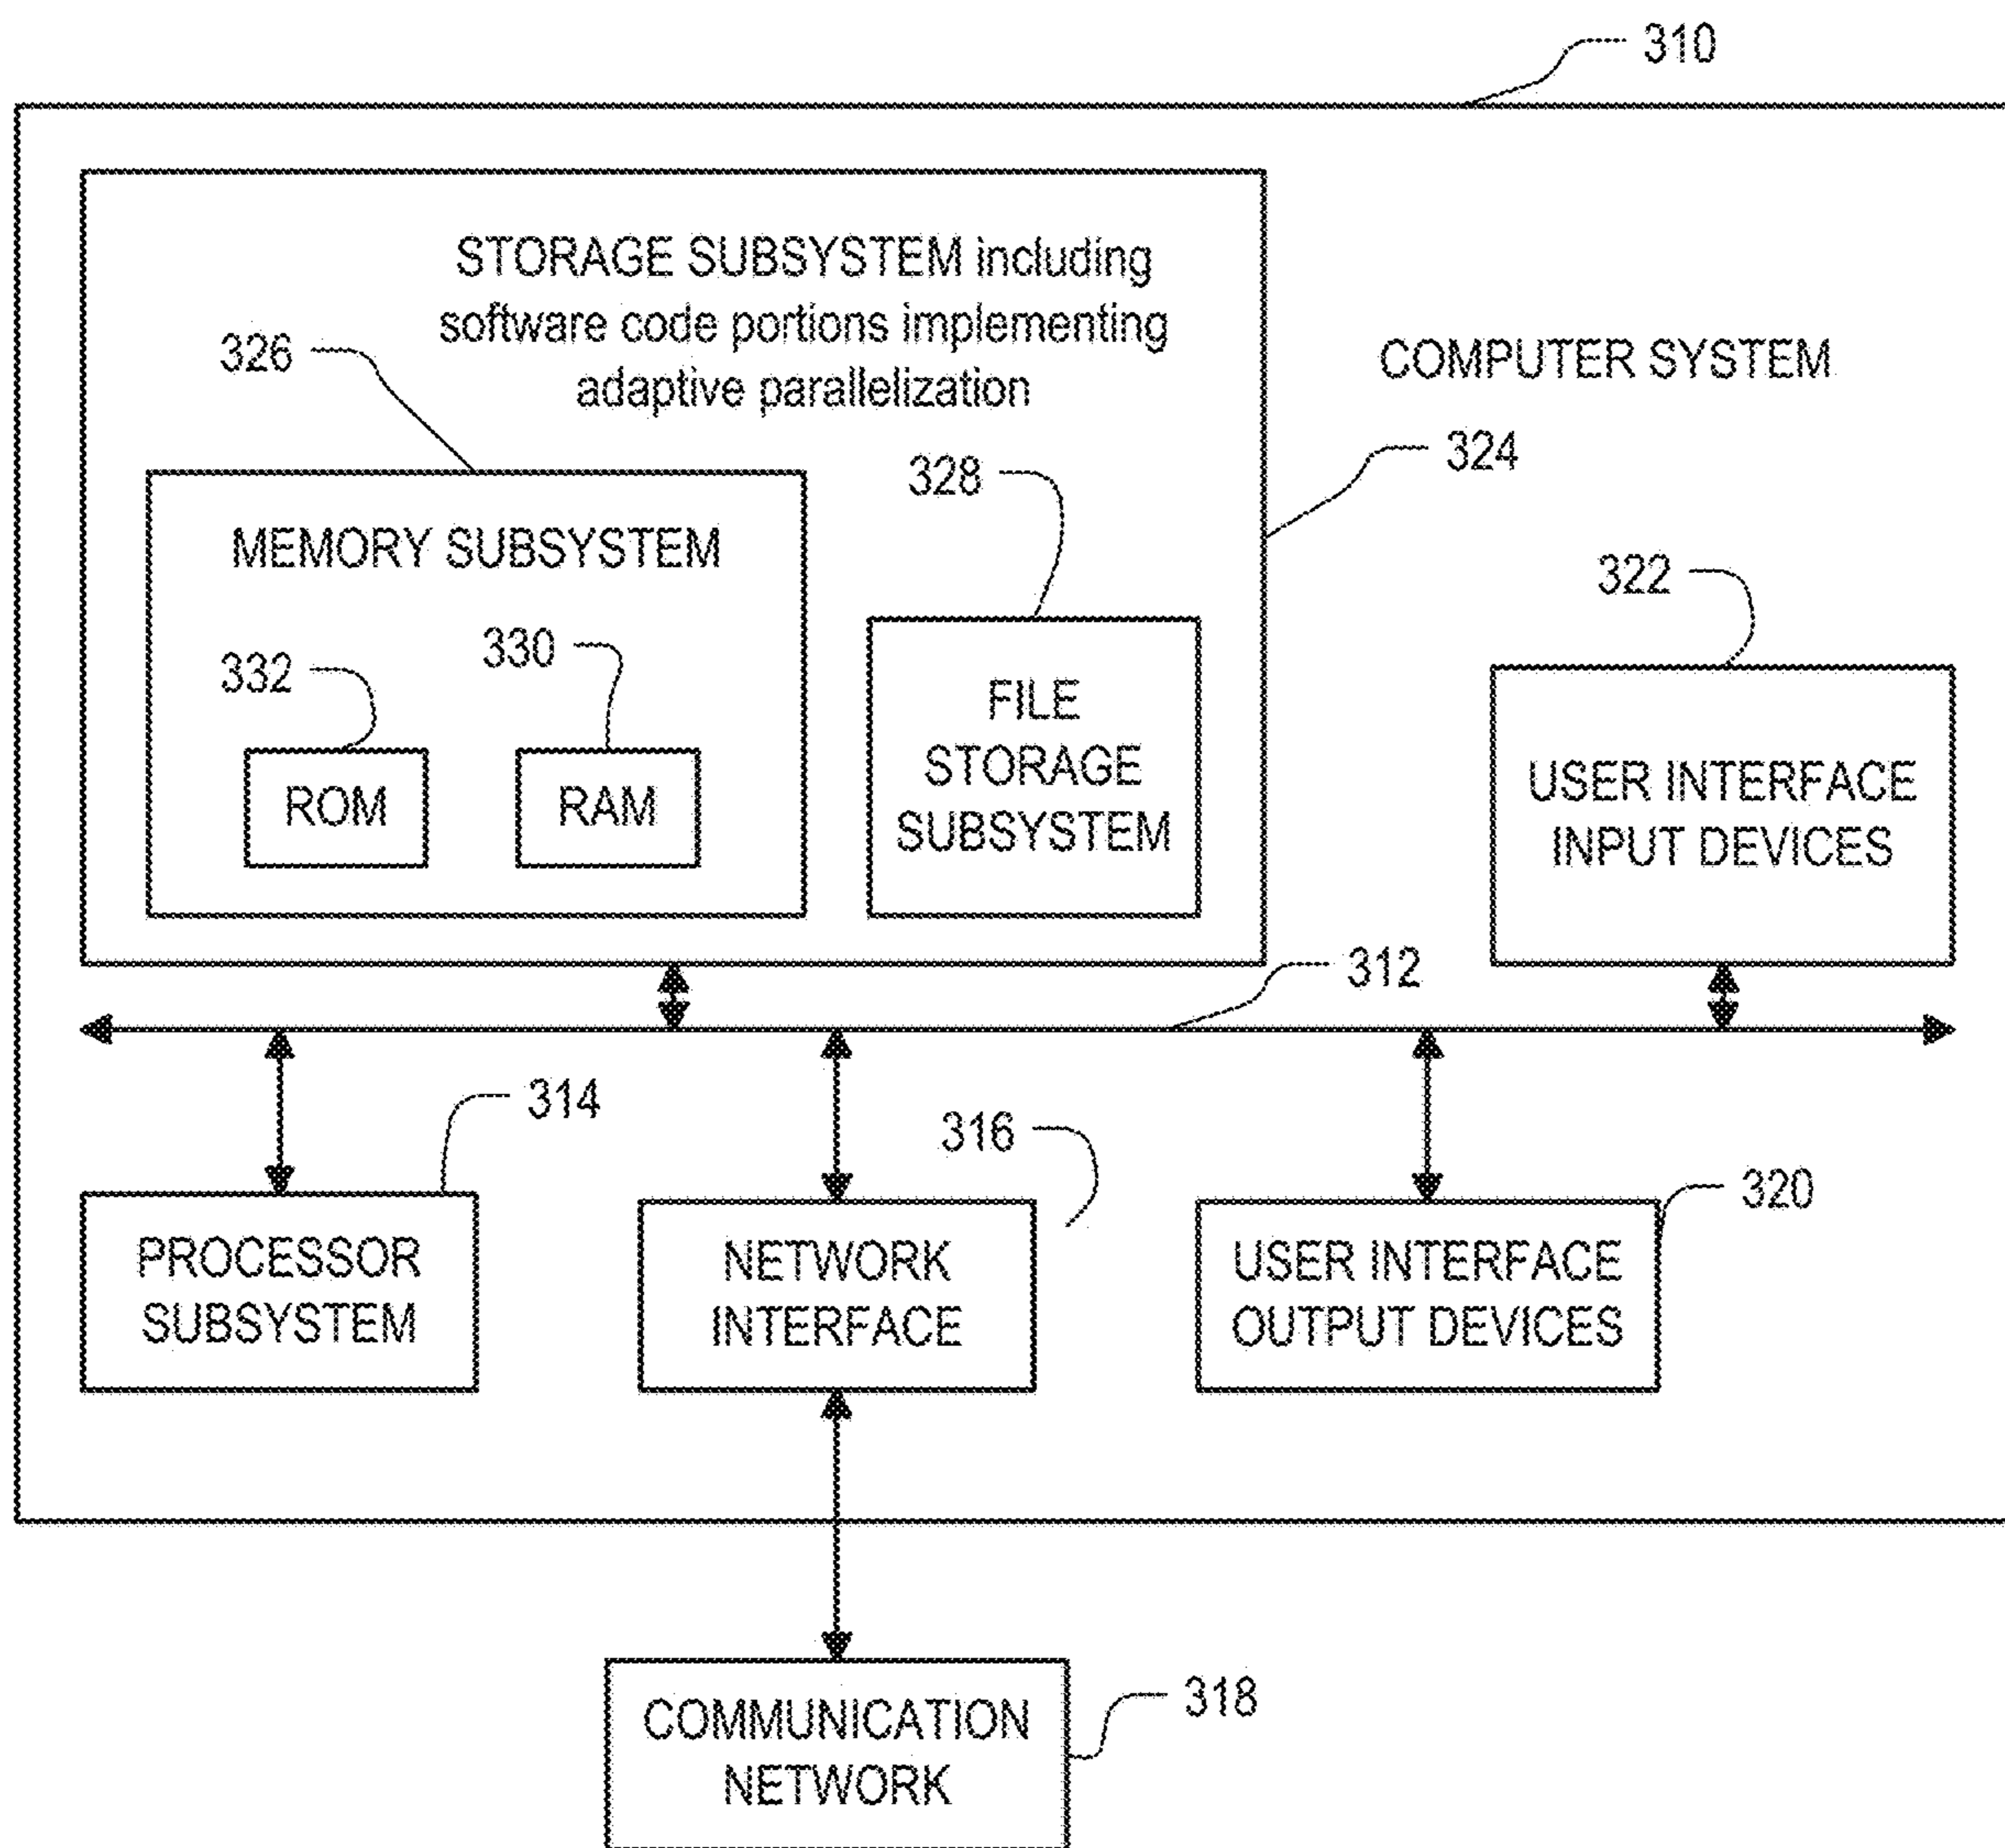 310
STORAGE SUBSYSTEM including
software code portions implementing
adaptive parallelization
326
COMPUTER SYSTEM
324
328
MEMORY SUBSYSTEM
322
332
330
FILE
STORAGE
SUBSYSTEM
ROM
RAM
USER INTERFACE
INPUT DEVICES
312
314
316
320
PROCESSOR
SUBSYSTEM
NETWORK
INTERFACE
USER INTERFACE
OUTPUT DEVICES
318
COMMUNICATION
NETWORK